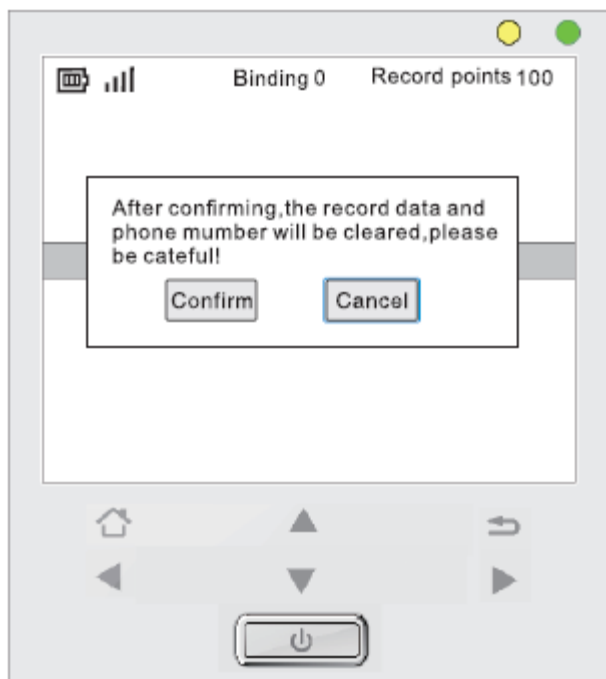 Binding 0 Record points 100
After confirming,the record data and
phone mumber will be cleared,please
be cateful!
Confirm Cancel